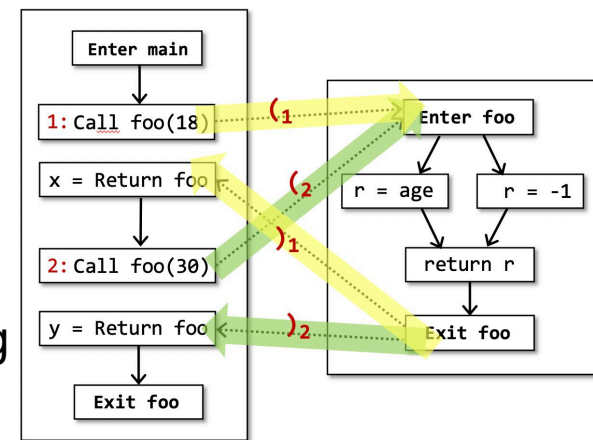 Enter main
1: Call foo(18)
x = Return foo
2: Call foo(30)
g
y = Return foo
Exit foo
(1
(2
)1
)2
Enter foo
r = age
r = -1
return r
Exit foo